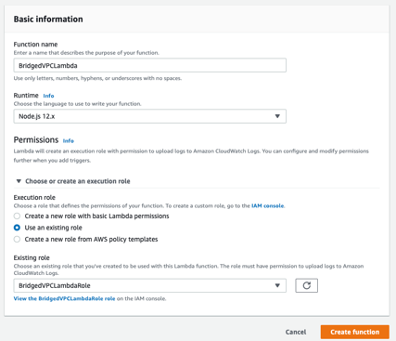 Basic information
Function name
Enter a name that describes the purpose of your function.
BridgedVPCLambda
Use only letters, numbers, hyphens, or underscores with no spaces.
Runtime Info
Choose the language to use to write your function.
Node.js 12.x
Permissions Info
Lambda will create an execution role with permission to upload logs to Amazon CloudWatch Logs. You can configure and modify permissions
further when you add triggers.
Choose or create an execution role
Execution role
Choose a role that defines the permissions of your function. To create a custom role, go to the IAM console.
Create a new role with basic Lambda permissions
Use an existing role
Create a new role from AWS policy templates
Existing role
Choose an existing role that you've created to be used with this Lambda function. The role must have permission to upload logs to Amazon
CloudWatch Logs.
BridgedVPCLambdaRole
View the BridgedVPCLambdaRole role on the IAM console.
Cancel
Create function